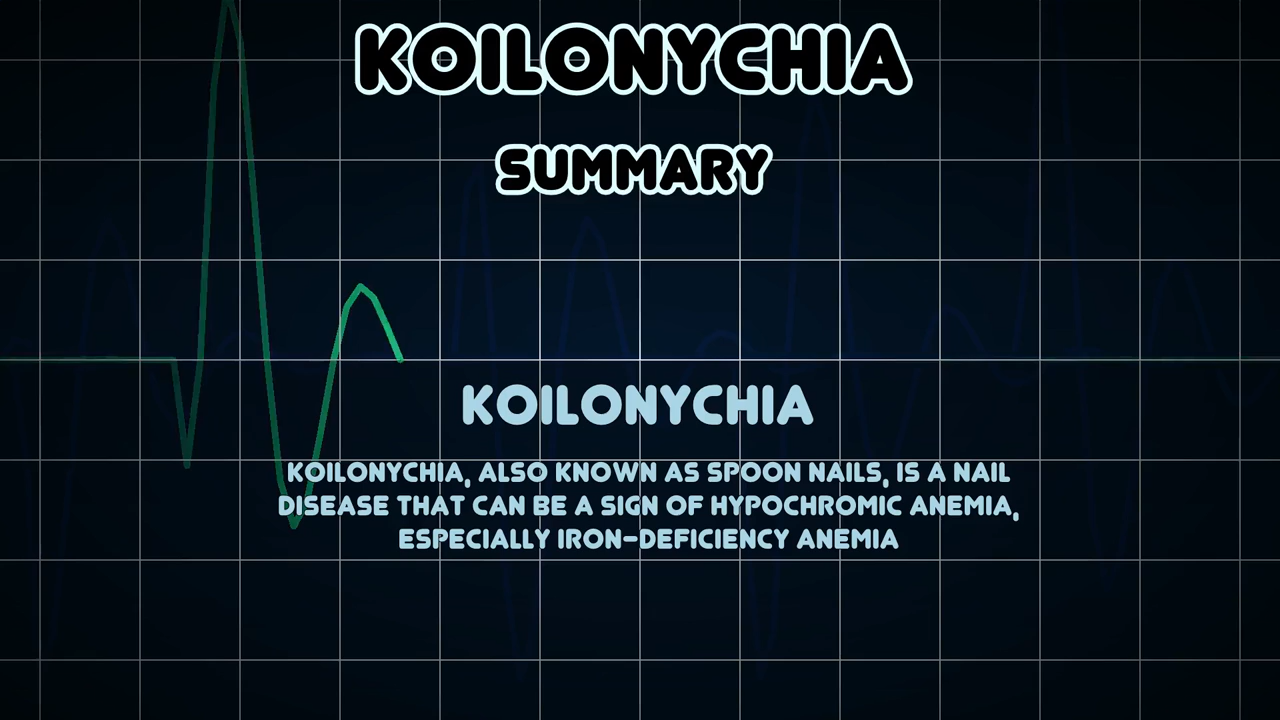 KOILONYCHIA
SUMMARY
KOILONYCHIA
KOILONYCHIA, ALSO KNOWN AS SPOON NAILS, IS A NAIL
DISEASE THAT CAN BE A SIGN OF HYPOCHROMIC ANEMIA,
ESPECIALLY IRON-DEFICIENCY ANEMIA